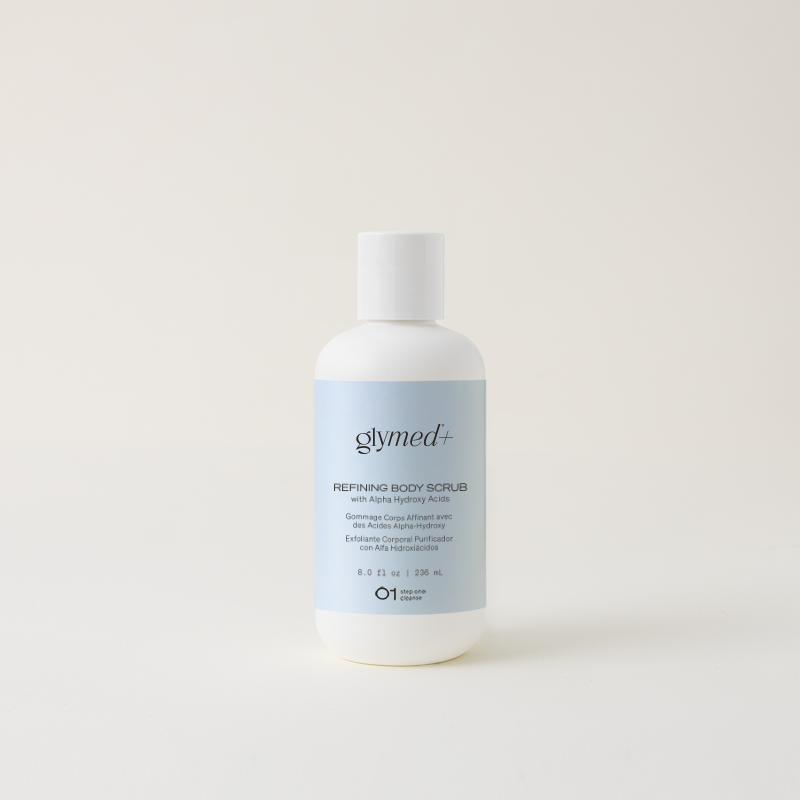 glymed+
REFINING BODY SCRUB
with Alpha Hydroxy Acids
Gommage Corps Affinant avec
des Acides Alpha-Hydroxy
Exfoliante Corporal Purificador
con Alfa Hidroxiácidos
8.0 fl oz | 236 mL
01 step one
cleanse